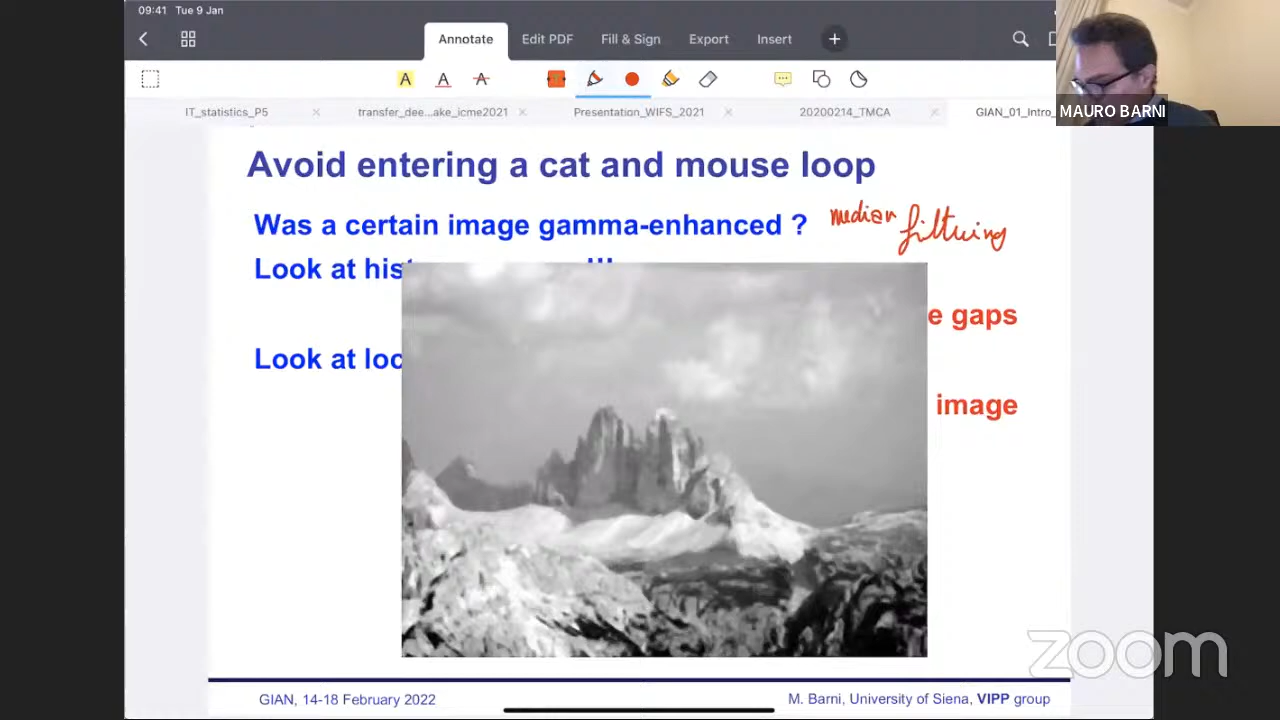 09:41 Tue 9 Jan
Annotate Edit PDF Fill & Sign Export Insert
A A A
MAURO BARNI
IT_statistics_P5 transfer_dee...ake_icme2021 Presentation_WIFS_2021 20200214_TMCA GIAN_01_Intro_
Avoid entering a cat and mouse loop
Was a certain image gamma-enhanced ? median filtering
Look at his
e gaps
Look at loc
image
zoom
GIAN, 14-18 February 2022 M. Barni, University of Siena, VIPP group